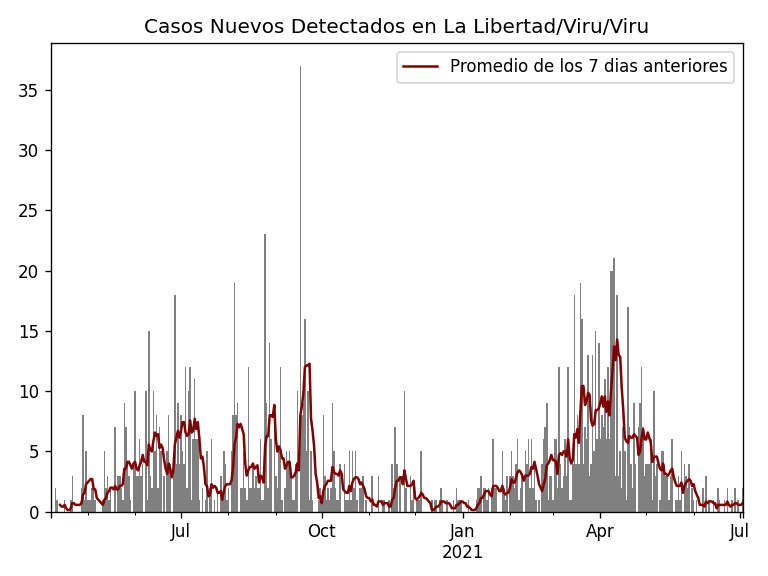 Casos Nuevos Detectados en La Libertad/Viru/Viru
Promedio de los 7 dias anteriores
35
30
25
20
15
10
5
0
Jul
Oct
Jan
2021
Apr
Jul